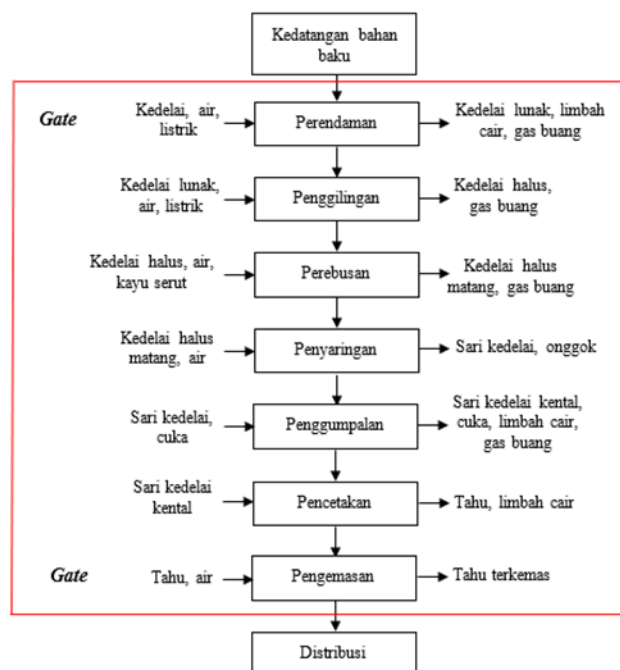 Kedatangan bahan
baku
Gate
Kedelai, air,
listrik
Perendaman
Kedelai lunak, limbah
cair, gas buang
Kedelai lunak,
air, listrik
Penggilingan
Kedelai halus,
gas buang
Kedelai halus, air,
kayu serut
Perebusan
Kedelai halus
matang, gas buang
Kedelai halus
matang, air
Penyaringan
Sari kedelai, onggok
Sari kedelai,
cuka
Penggumpalan
Sari kedelai kental,
cuka, limbah cair,
gas buang
Sari kedelai
kental
Pencetakan
Tahu, limbah cair
Gate
Tahu, air
Pengemasan
Tahu terkemas
Distribusi